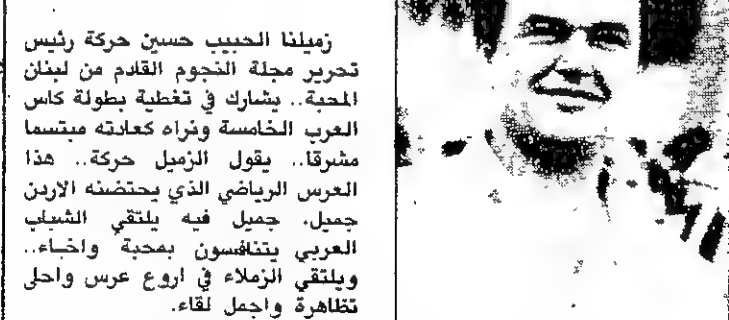 زميلنا الحبيب حسين حركة رئيس
تحرير مجلة النجوم القادم من لبنان
المحبة.. يشارك في تغطية بطولة كاس
العرب الخامسة ونراه كعادته مبتسما
مشرقا.. يقول الزميل حركة.. هذا
العرس الرياضي الذي يحتضنه الاردن
جميل. جميل فيه يلتقي الشباب
العربي يتنافسون بمحبة واخاء..
ويلتقي الزملاء في اروع عرس واحلى
تظاهرة واجمل لقاء.